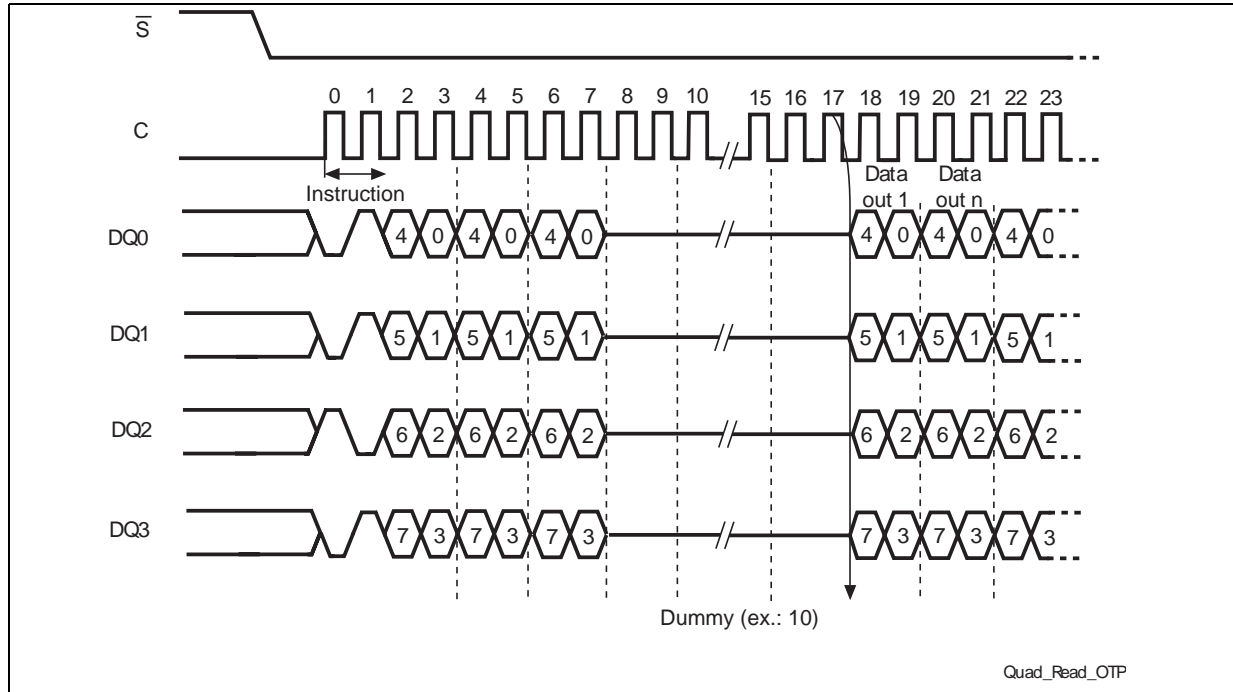 S̅
0 1 2 3 4 5 6 7 8 9 10 15 16 17 18 19 20 21 22 23
C
Instruction
Data out 1
Data out n
DQ0
4 0 4 0 4 0 4 0 4 0 4 0
DQ1
5 1 5 1 5 1 5 1 5 1 5 1
DQ2
6 2 6 2 6 2 6 2 6 2 6 2
DQ3
7 3 7 3 7 3 7 3 7 3 7 3
Dummy (ex.: 10)
Quad_Read_OTP